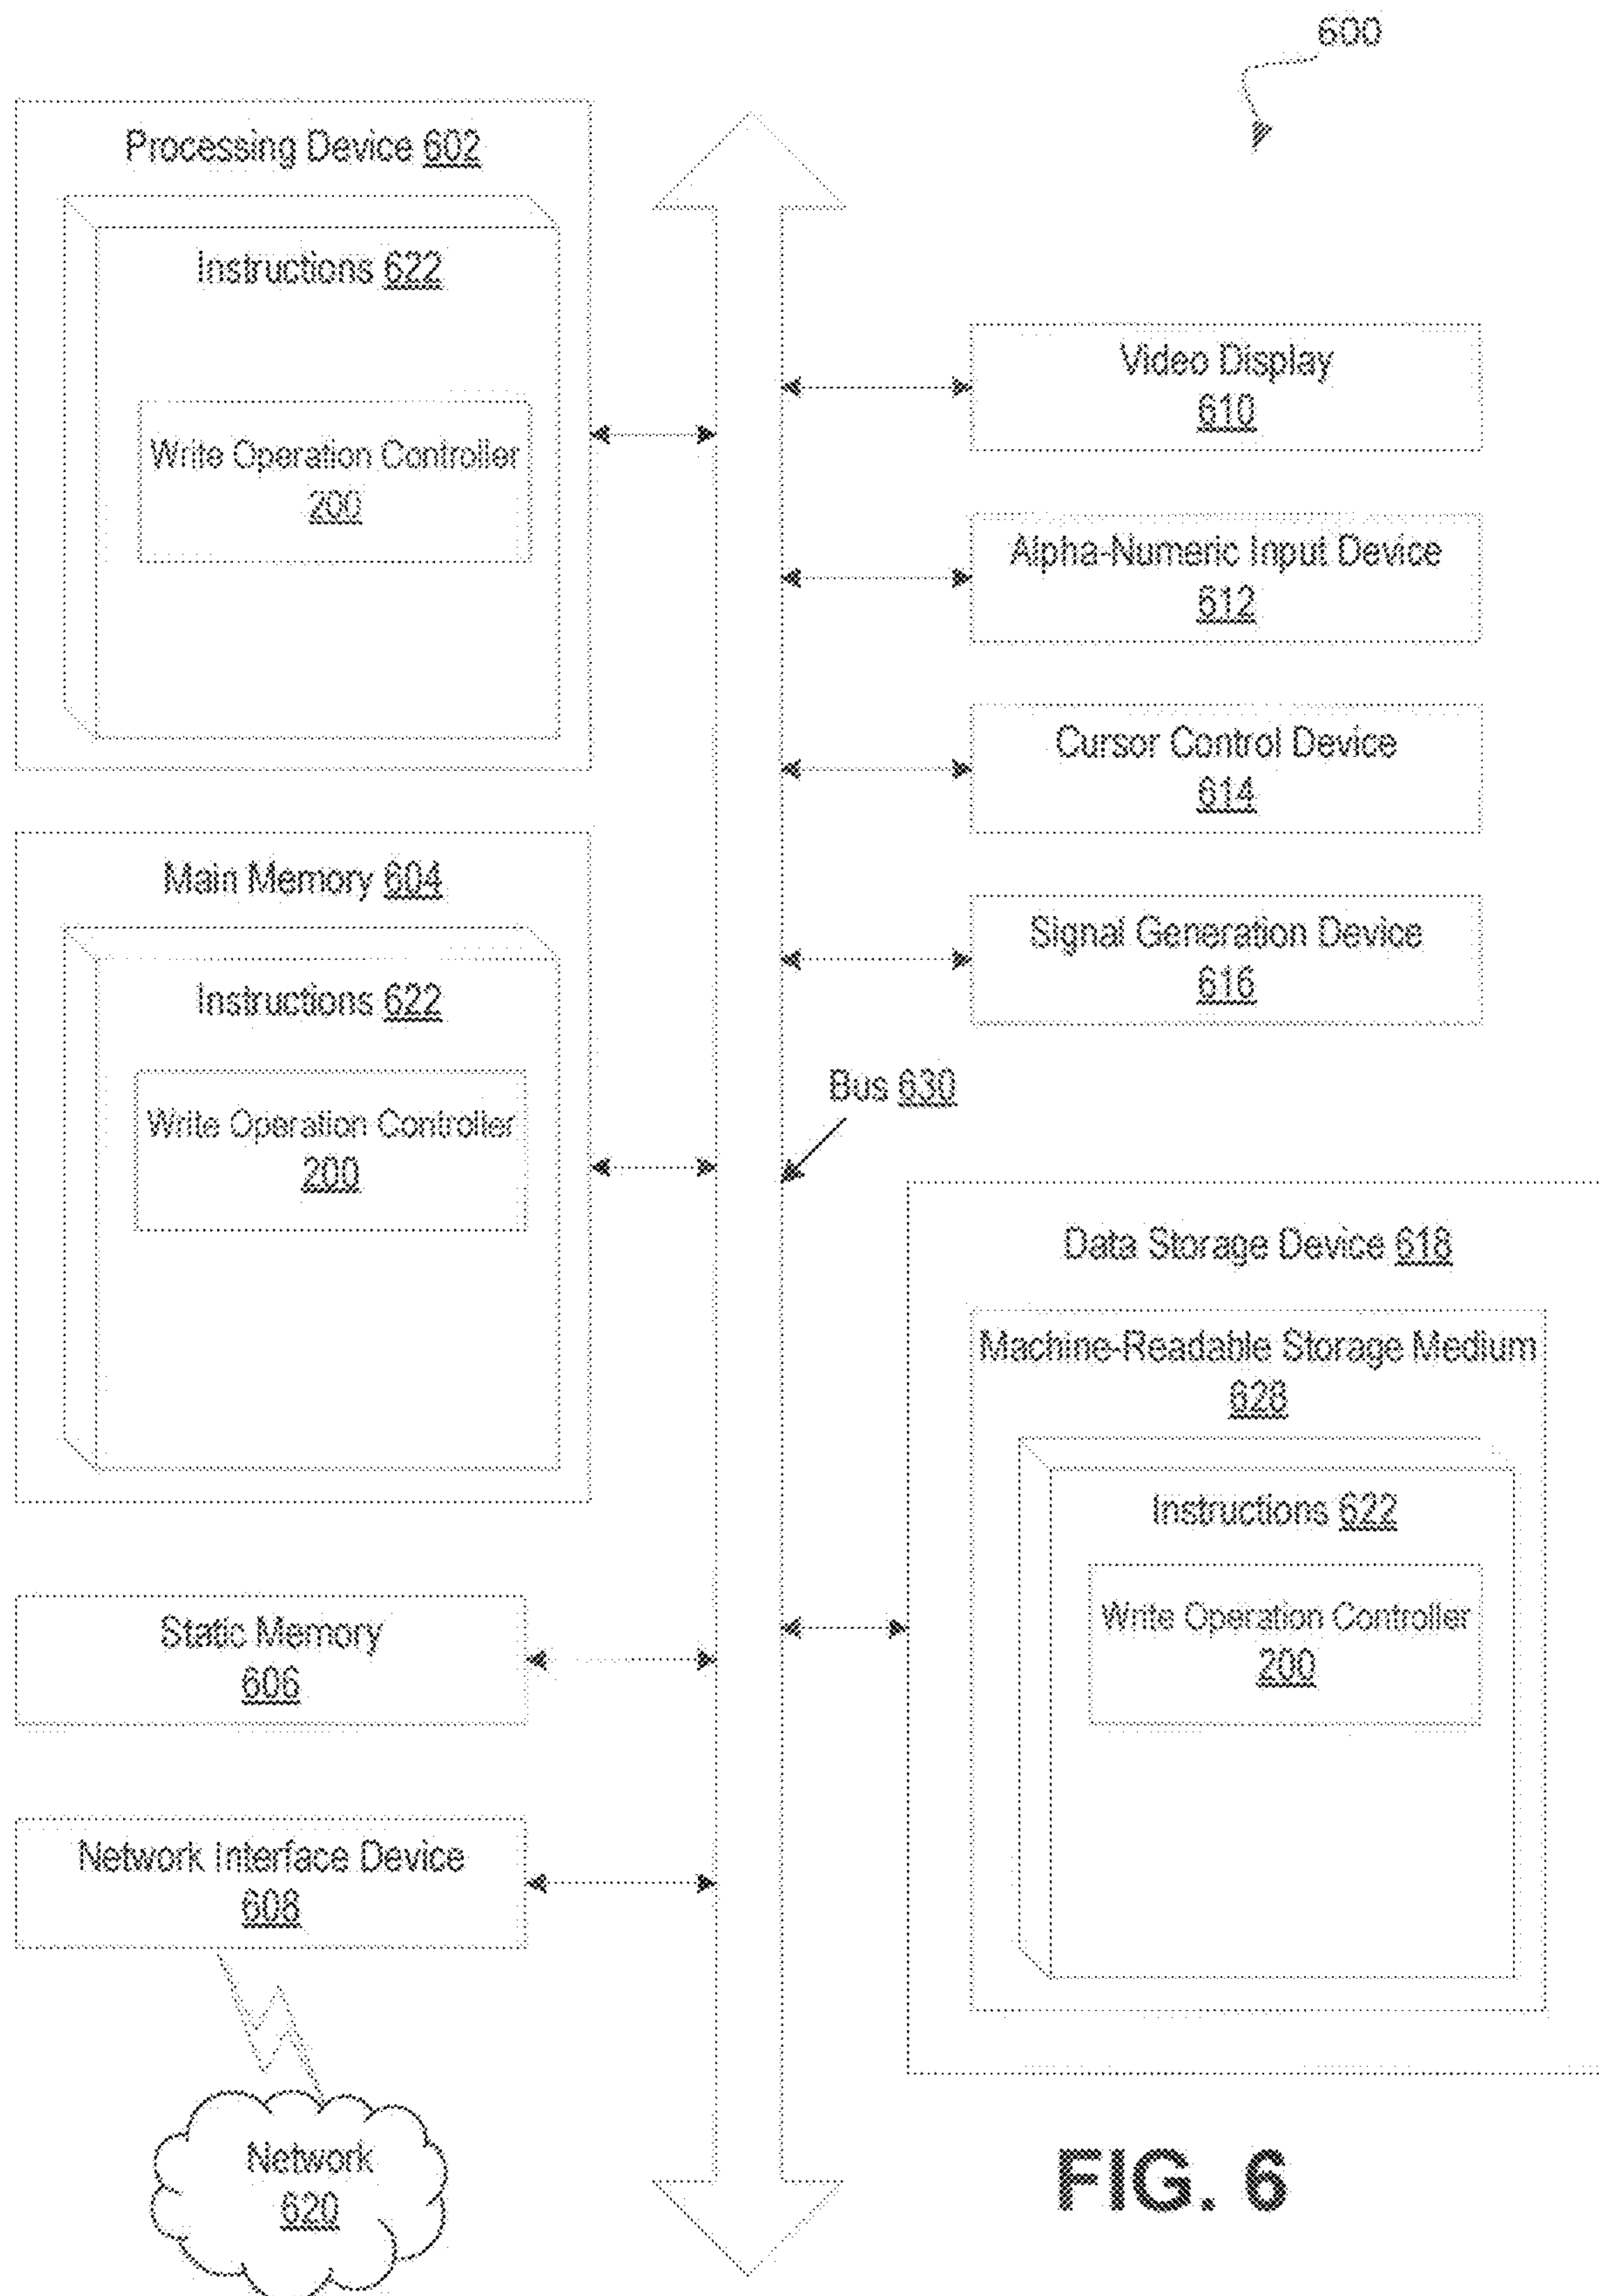 600
Processing Device 602
Instructions 622
Write Operation Controller
200
Main Memory 604
Instructions 622
Write Operation Controller
200
Static Memory
606
Network Interface Device
608
Network
620
Video Display
610
Alpha-Numeric Input Device
612
Cursor Control Device
614
Signal Generation Device
616
Bus 630
Data Storage Device 618
Machine-Readable Storage Medium
628
Instructions 622
Write Operation Controller
200
FIG. 6